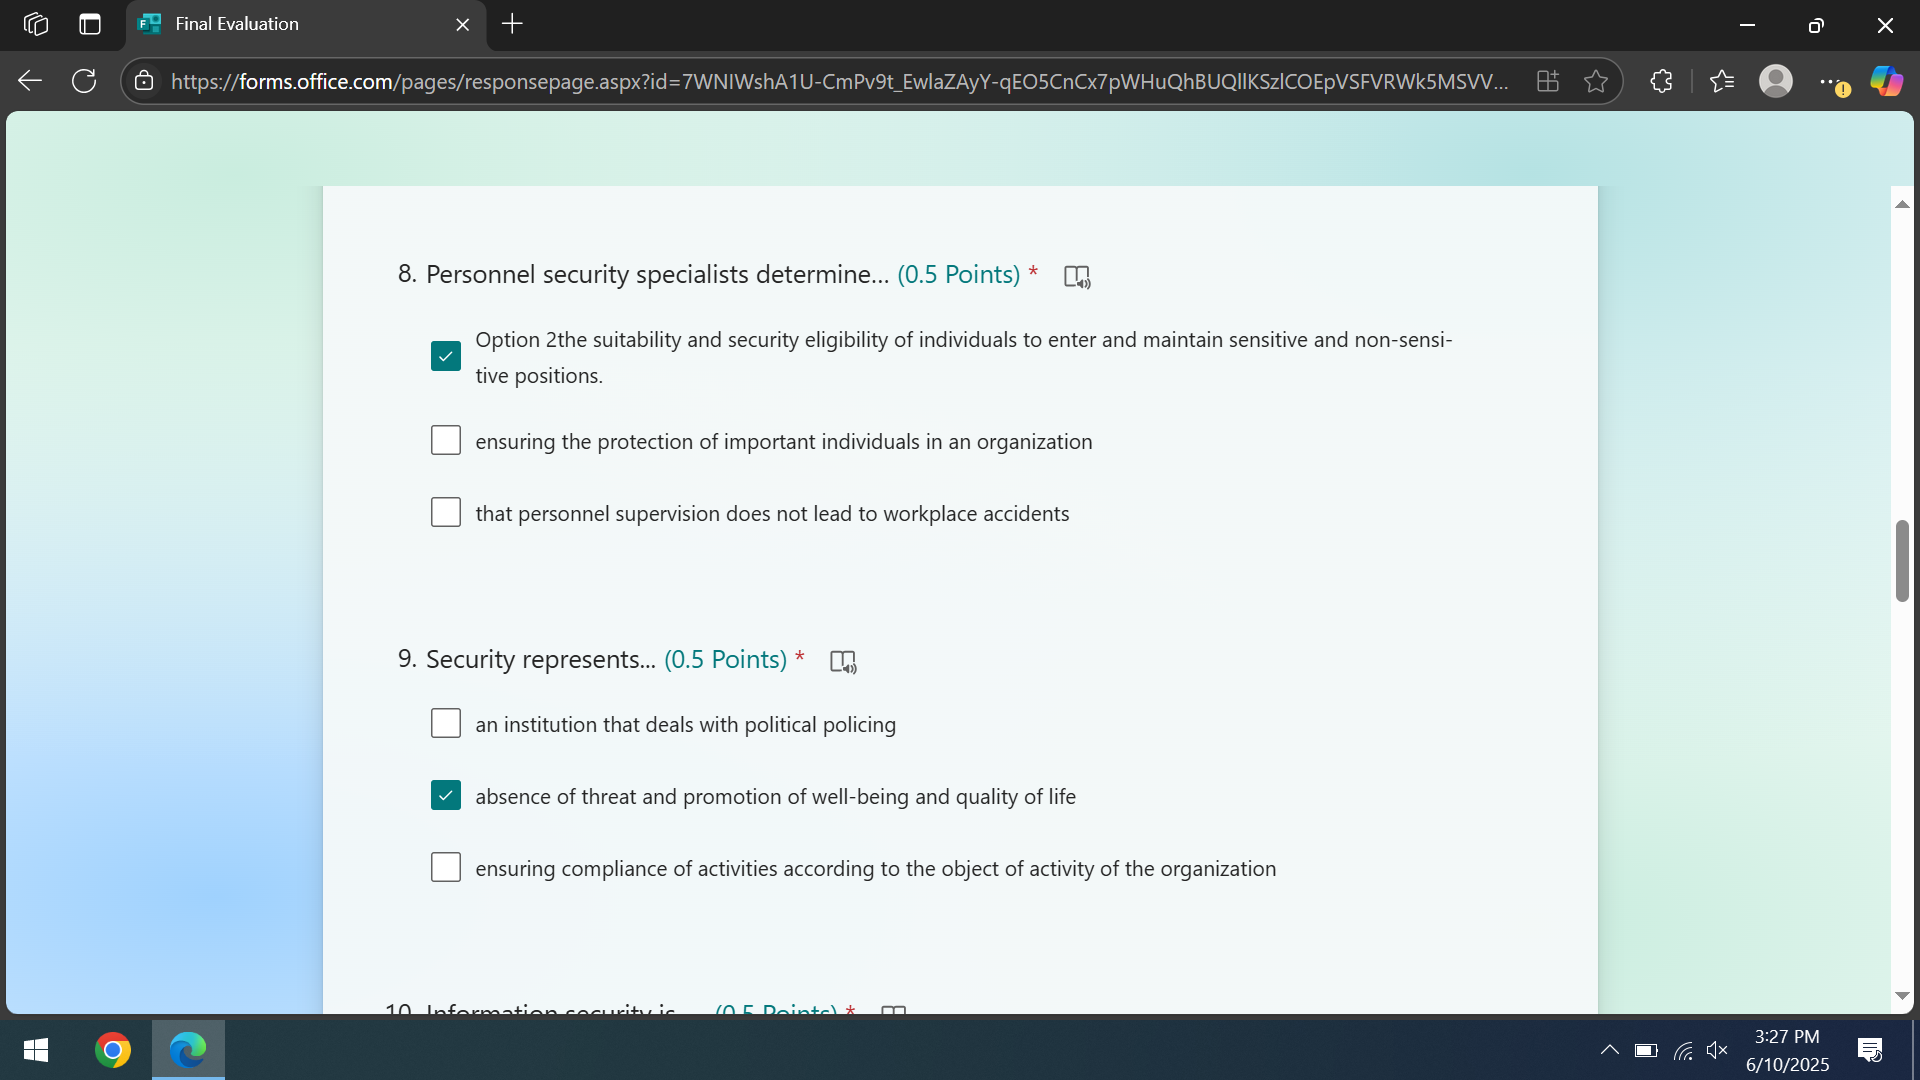 Final Evaluation
https://forms.office.com/pages/responsepage.aspx?id=7WNIWshA1U-CmPv9t_EwlaZAyY-qEO5CnCx7pWHuQhBUQllKSzlCOEpVSFVRWk5MSVV...
8. Personnel security specialists determine... (0.5 Points) *
Option 2the suitability and security eligibility of individuals to enter and maintain sensitive and non-sensi-
tive positions.
ensuring the protection of important individuals in an organization
that personnel supervision does not lead to workplace accidents
9. Security represents... (0.5 Points) *
an institution that deals with political policing
absence of threat and promotion of well-being and quality of life
ensuring compliance of activities according to the object of activity of the organization
10. Information security is ... (0.5 Points) *
3:27 PM
6/10/2025